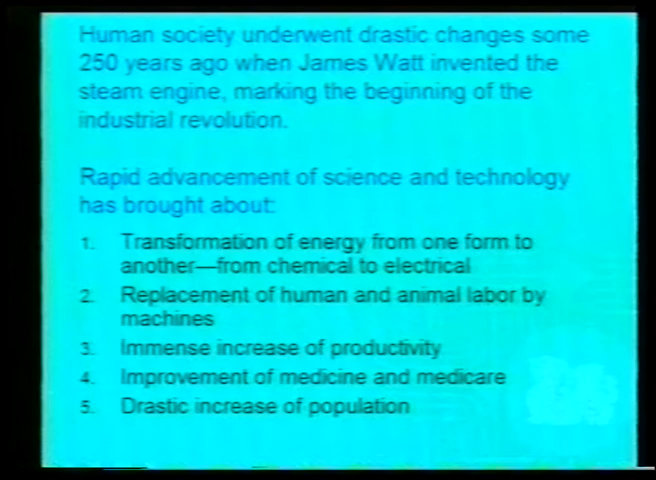 Human society underwent drastic changes some
250 years ago when James Watt invented the
steam engine, marking the beginning of the
industrial revolution.
Rapid advancement of science and technology
has brought about:
1. Transformation of energy from one form to
another—from chemical to electrical
2. Replacement of human and animal labor by
machines
3. Immense increase of productivity
4. Improvement of medicine and medicare
5. Drastic increase of population